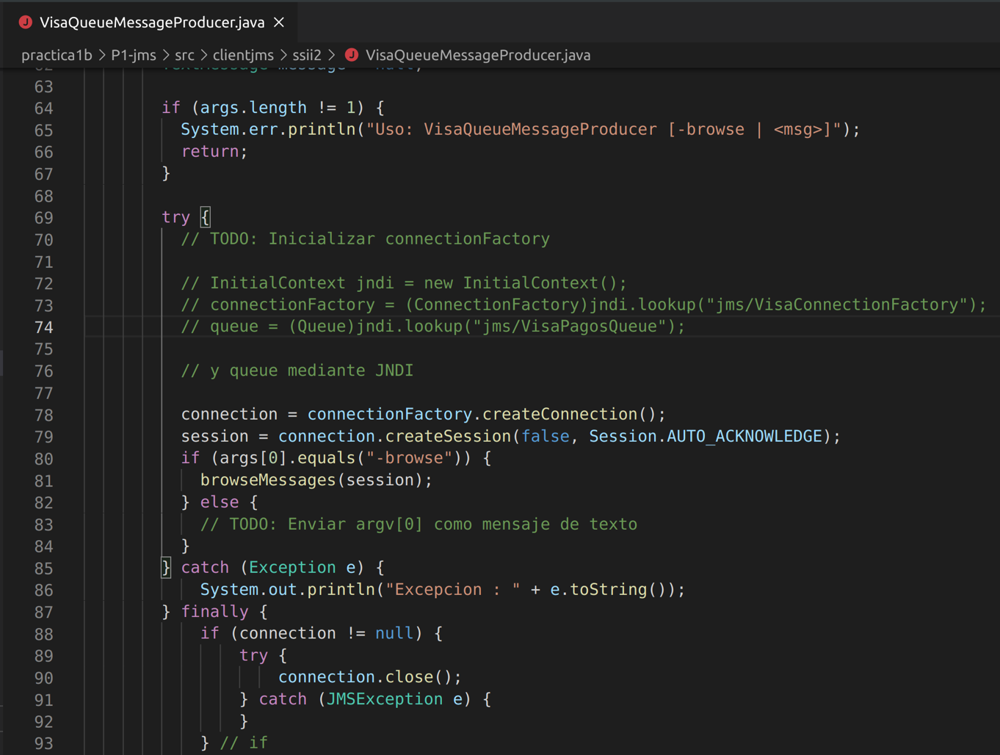 VisaQueueMessageProducer.java ×
practica1b > P1-jms > src > clientjms > ssii2 > VisaQueueMessageProducer.java
63
64 if (args.length != 1) {
65 System.err.println("Uso: VisaQueueMessageProducer [-browse | <msg>]");
66 return;
67 }
68
69 try {
70 // TODO: Inicializar connectionFactory
71
72 // InitialContext jndi = new InitialContext();
73 // connectionFactory = (ConnectionFactory)jndi.lookup("jms/VisaConnectionFactory");
74 // queue = (Queue)jndi.lookup("jms/VisaPagosQueue");
75
76 // y queue mediante JNDI
77
78 connection = connectionFactory.createConnection();
79 session = connection.createSession(false, Session.AUTO_ACKNOWLEDGE);
80 if (args[0].equals("-browse")) {
81 browseMessages(session);
82 } else {
83 // TODO: Enviar argv[0] como mensaje de texto
84 }
85 } catch (Exception e) {
86 System.out.println("Excepcion : " + e.toString());
87 } finally {
88 if (connection != null) {
89 try {
90 connection.close();
91 } catch (JMSException e) {
92 }
93 } // if